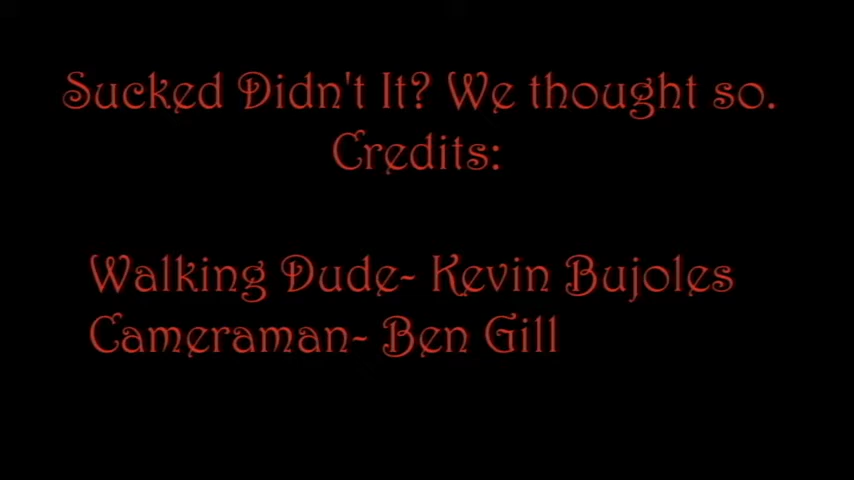 Sucked Didn't It? We thought so.
Credits:
Walking Dude- Kevin Bujoles
Cameraman- Ben Gill